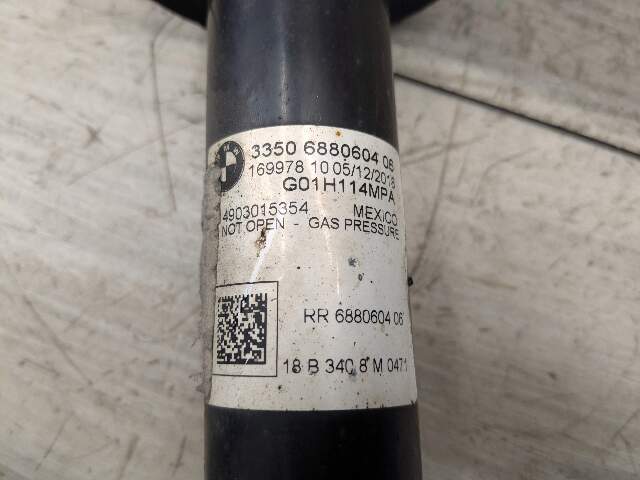 BMW
3350 6880604 06
169978 10 05/12/2018
G01H114MPA
4903015354 MEXiCO
NOT OPEN - GAS PRESSURE
RR 6880604 06
18 B 340 8 M 0471